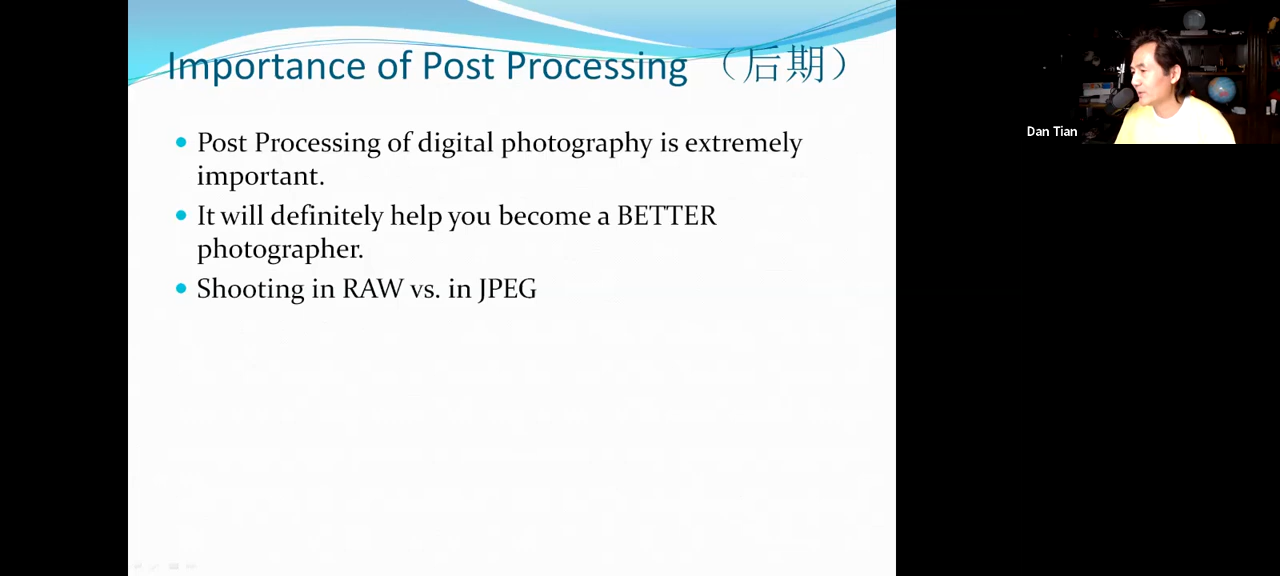 Importance of Post Processing （后期）
Post Processing of digital photography is extremely
important.
It will definitely help you become a BETTER
photographer.
Shooting in RAW vs. in JPEG
Dan Tian